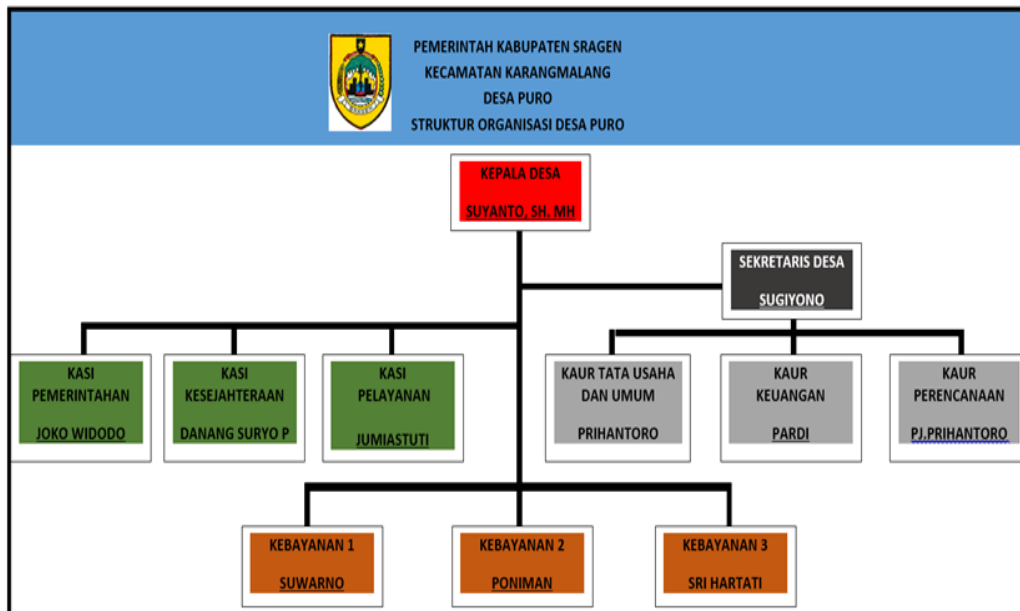 PEMERINTAH KABUPATEN SRAGEN
KECAMATAN KARANGMALANG
DESA PURO
STRUKTUR ORGANISASI DESA PURO
KEPALA DESA
SUYANTO, SH. MH
SEKRETARIS DESA
SUGIYONO
KASI
PEMERINTAHAN
JOKO WIDODO
KASI
KESEJAHTERAAN
DANANG SURYO P
KASI
PELAYANAN
JUMIASTUTI
KAUR TATA USAHA
DAN UMUM
PRIHANTORO
KAUR
KEUANGAN
PARDI
KAUR
PERENCANAAN
PJ.PRIHANTORO
KEBAYANAN 1
SUWARNO
KEBAYANAN 2
PONIMAN
KEBAYANAN 3
SRI HARTATI